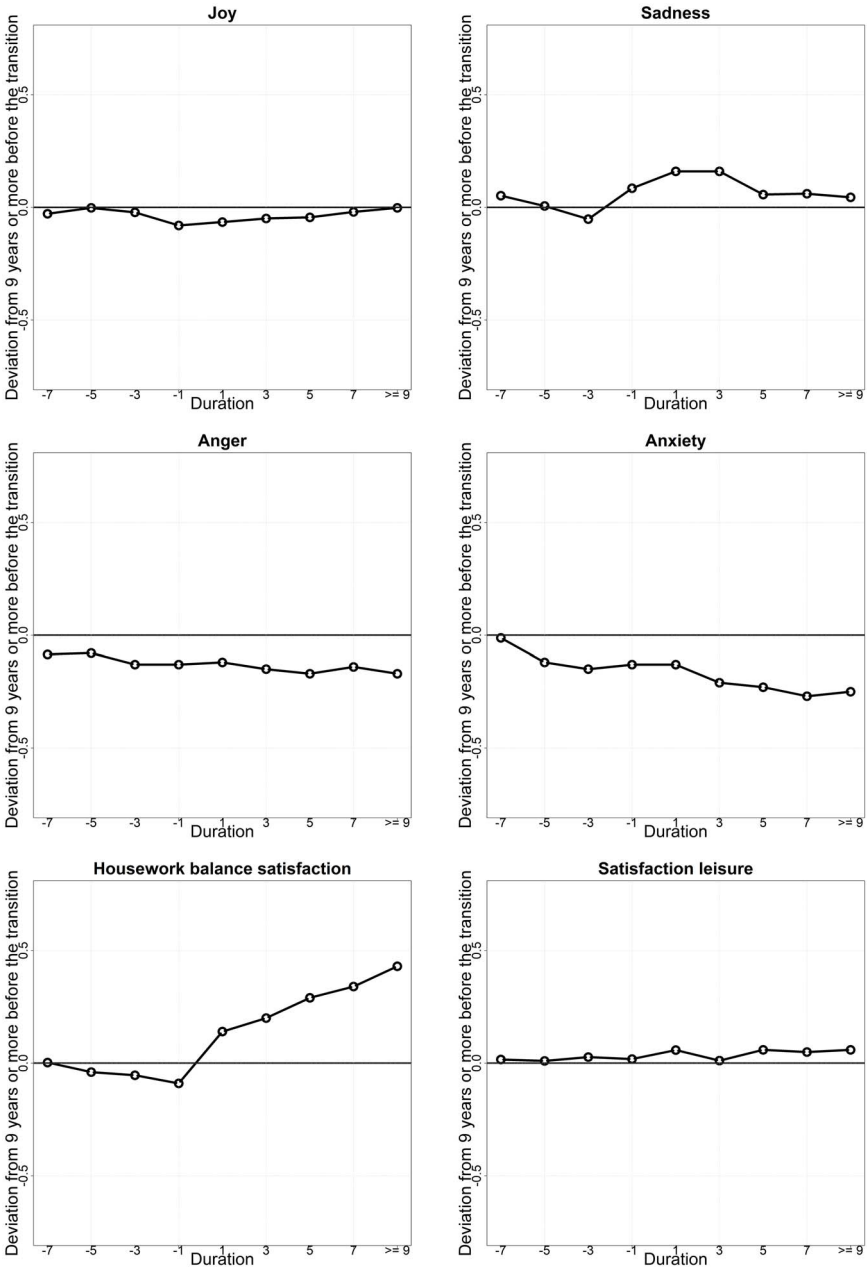 Joy
Deviation from 9 years or more before the transition
0.5
0.0
-0.5
-7 -5 -3 -1 1 3 5 7 >= 9
Duration
Sadness
Deviation from 9 years or more before the transition
0.5
0.0
-0.5
-7 -5 -3 -1 1 3 5 7 >= 9
Duration
Anger
Deviation from 9 years or more before the transition
0.5
0.0
-0.5
-7 -5 -3 -1 1 3 5 7 >= 9
Duration
Anxiety
Deviation from 9 years or more before the transition
0.5
0.0
-0.5
-7 -5 -3 -1 1 3 5 7 >= 9
Duration
Housework balance satisfaction
Deviation from 9 years or more before the transition
0.5
0.0
-0.5
-7 -5 -3 -1 1 3 5 7 >= 9
Duration
Satisfaction leisure
Deviation from 9 years or more before the transition
0.5
0.0
-0.5
-7 -5 -3 -1 1 3 5 7 >= 9
Duration